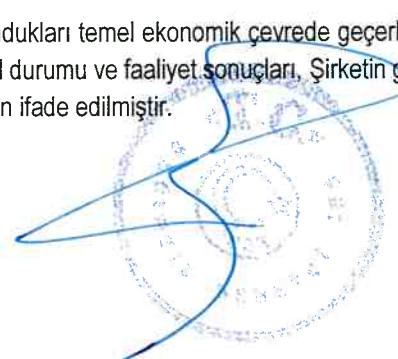 dukları temel ekonomik çevrede geçerl
durumu ve faaliyet sonuçları, Şirketin g
n ifade edilmiştir.
T.C.